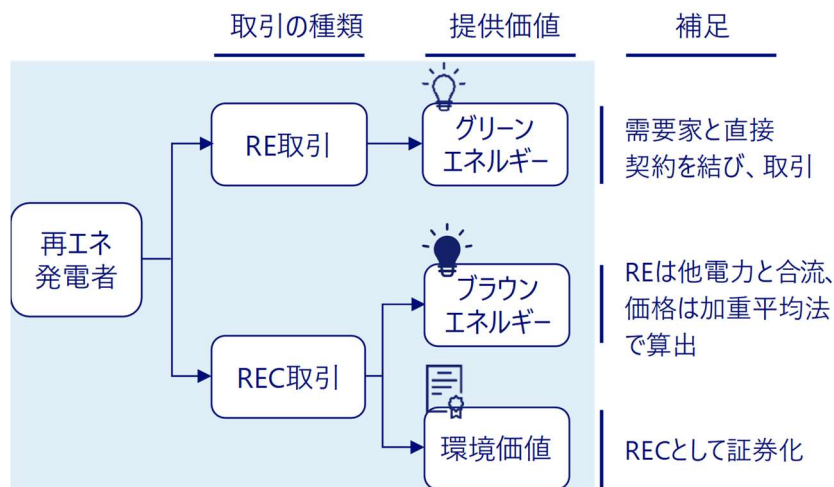 取引の種類
提供価値
補足
再エネ
発電者
RE取引
グリーン
エネルギー
需要家と直接
契約を結び、取引
REC取引
ブラウン
エネルギー
REは他電力と合流、
価格は加重平均法
で算出
環境価値
RECとして証券化